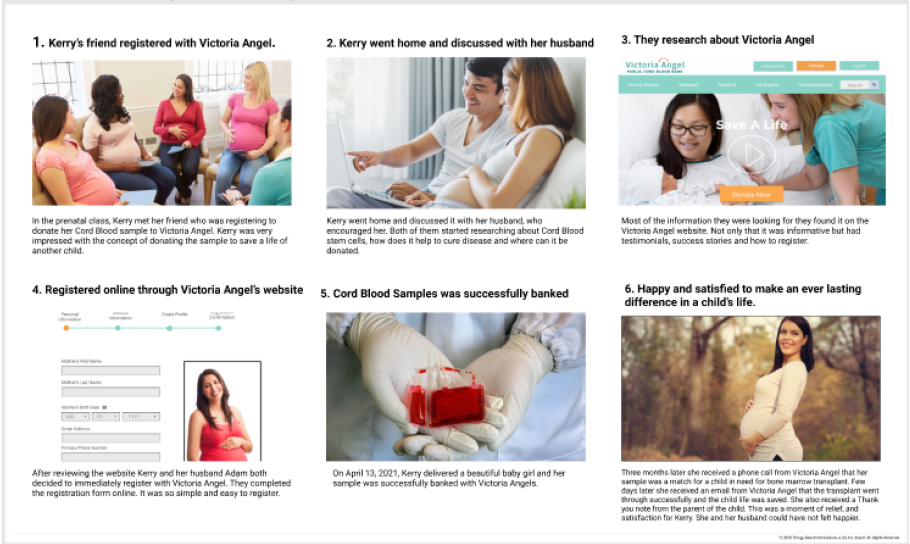 1. Kerry's friend registered with Victoria Angel.
In the prenatal class, Kerry met her friend who was registering to
donate her Cord Blood sample to Victoria Angel. Kerry was very
impressed with the concept of donating the sample to save a life of
another child.
2. Kerry went home and discussed with her husband
Kerry went home and discussed it with her husband, who
encouraged her. Both of them started researching about Cord Blood
stem cells, how does it help to cure disease and where can it be
donated.
3. They research about Victoria Angel
Victoria Angel
PUBLIC CORD BLOOD BANK
Contact Us
Donate
Log In
How to Donate
Research
About Us
Our Experts
Communications
Search
Save A Life
Donate Now
Most of the information they were looking for they found it on the
Victoria Angel website. Not only that it was informative but had
testimonials, success stories and how to register.
4. Registered online through Victoria Angel's website
Personal
Information
Information
Create Profile
Confirmation
Mother's First Name
Mother's Last Name
Mother's Birth Date
DD
YYYY
Email Address
Primary Phone Number
After reviewing the website Kerry and her husband Adam both
decided to immediately register with Victoria Angel. They completed
the registration form online. It was so simple and easy to register.
5. Cord Blood Samples was successfully banked
On April 13, 2021, Kerry delivered a beautiful baby girl and her
sample was successfully banked with Victoria Angels.
6. Happy and satisfied to make an ever lasting
difference in a child's life.
Three months later she received a phone call from Victoria Angel that her
sample was a match for a child in need for bone marrow transplant. Few
days later she received an email from Victoria Angel that the transplant went
through successfully and the child life was saved. She also received a Thank
you note from the parent of the child. This was a moment of relief, and
satisfaction for Kerry. She and her husband could have not felt happier.